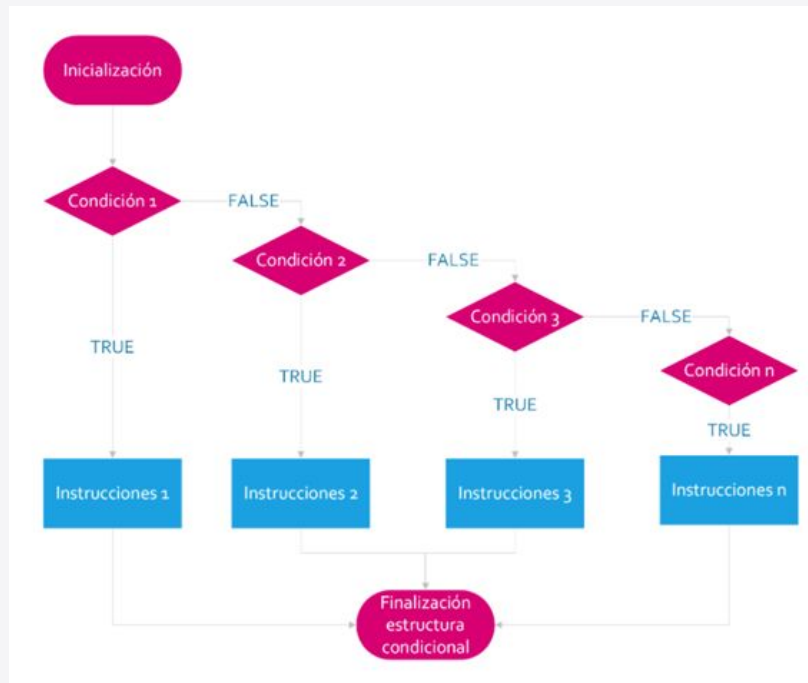 Inicialización
Condición 1
FALSE
Condición 2
FALSE
Condición 3
FALSE
Condición n
TRUE
TRUE
TRUE
TRUE
Instrucciones 1
Instrucciones 2
Instrucciones 3
Instrucciones n
Finalización
estructura
condicional